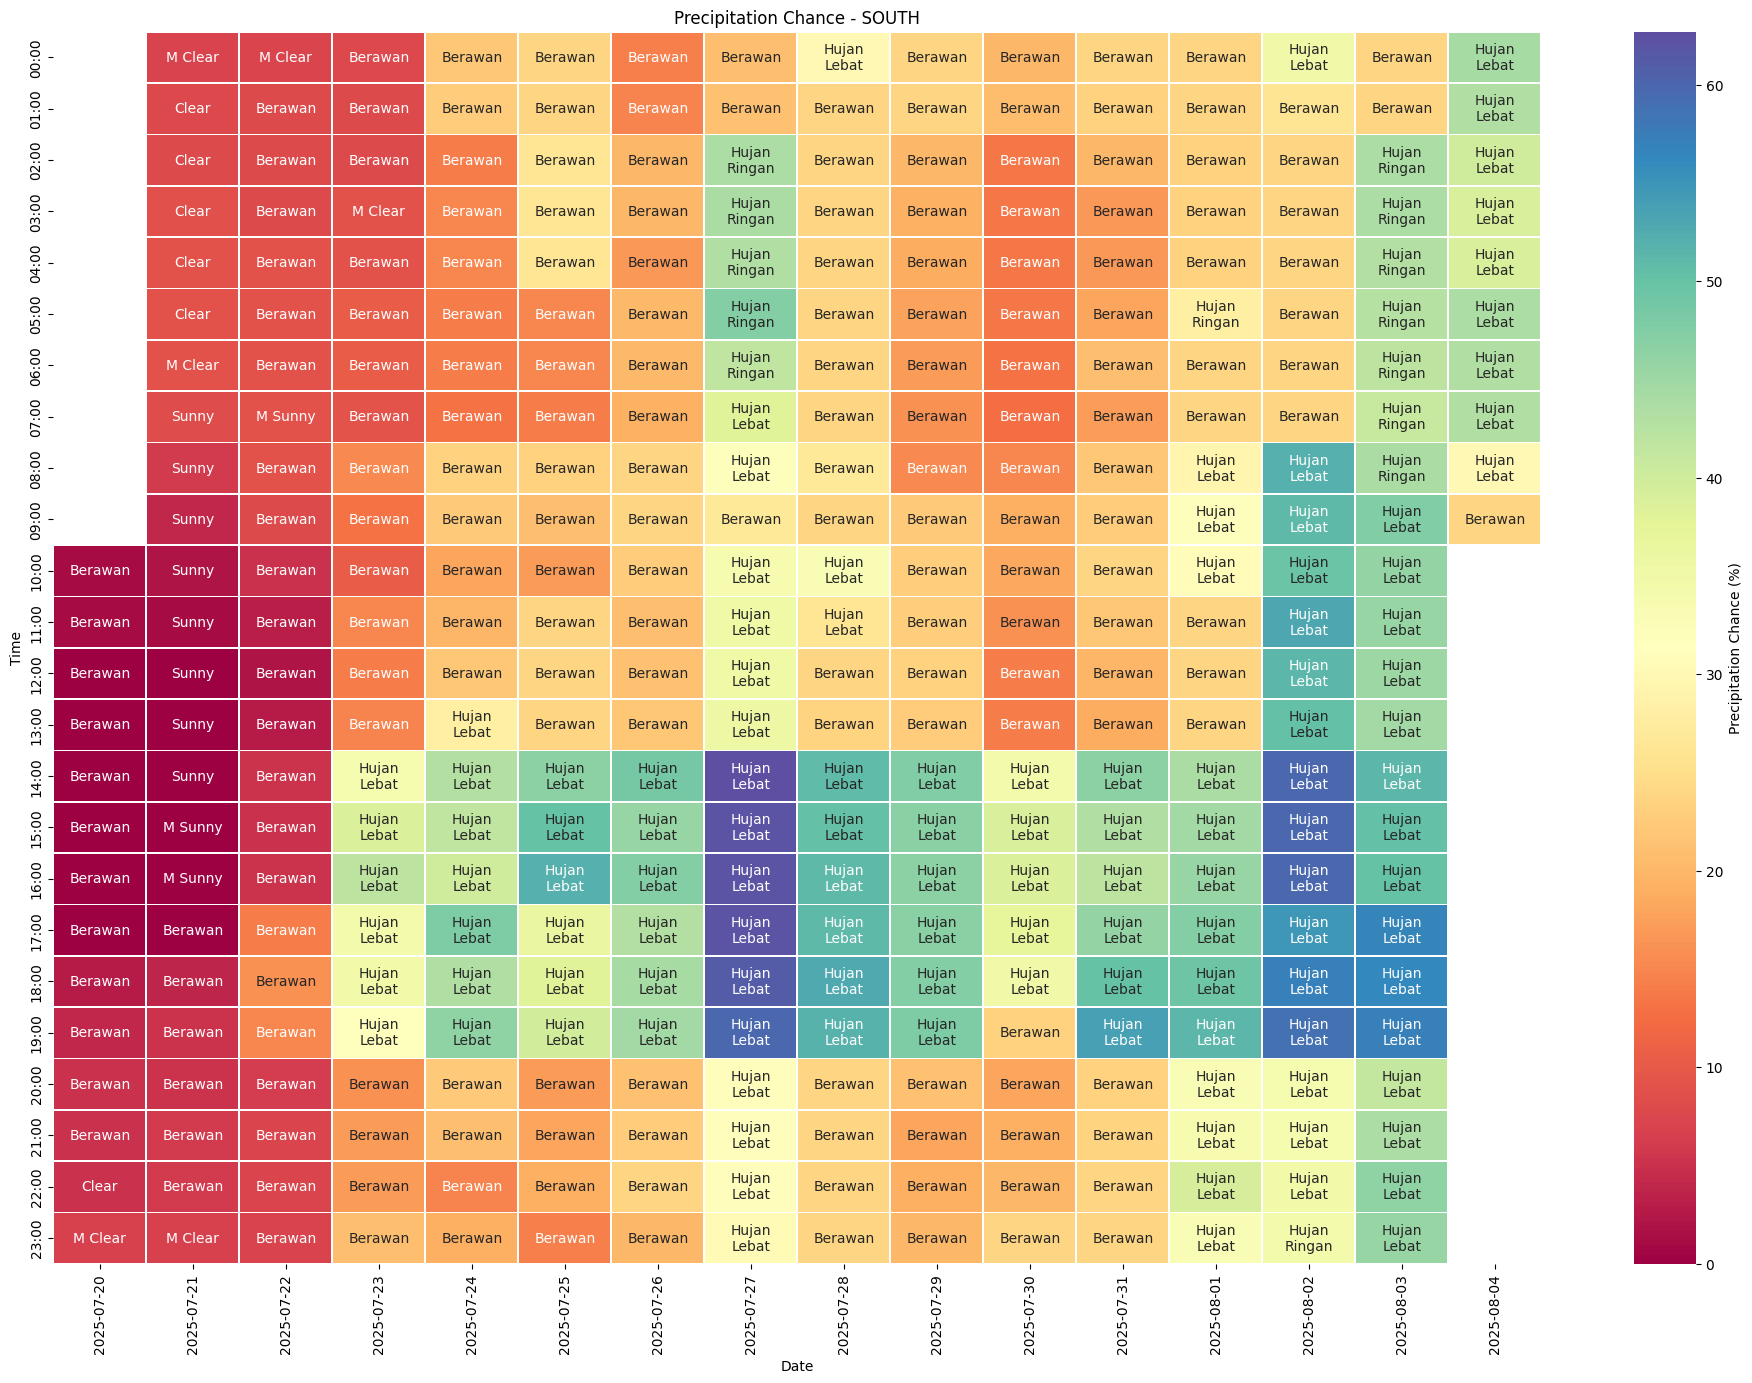 Precipitation Chance - SOUTH
00:00 M Clear M Clear Berawan Berawan Berawan Berawan Berawan Hujan Lebat Berawan Berawan Berawan Berawan Hujan Lebat Berawan Hujan Lebat
01:00 Clear Berawan Berawan Berawan Berawan Berawan Berawan Berawan Berawan Berawan Berawan Berawan Berawan Berawan Hujan Lebat
02:00 Clear Berawan Berawan Berawan Berawan Berawan Hujan Ringan Berawan Berawan Berawan Berawan Berawan Berawan Hujan Ringan Hujan Lebat
03:00 Clear Berawan M Clear Berawan Berawan Berawan Hujan Ringan Berawan Berawan Berawan Berawan Berawan Berawan Hujan Ringan Hujan Lebat
04:00 Clear Berawan Berawan Berawan Berawan Berawan Hujan Ringan Berawan Berawan Berawan Berawan Berawan Berawan Hujan Ringan Hujan Lebat
05:00 Clear Berawan Berawan Berawan Berawan Berawan Hujan Ringan Berawan Berawan Berawan Berawan Hujan Ringan Berawan Hujan Ringan Hujan Lebat
06:00 M Clear Berawan Berawan Berawan Berawan Berawan Hujan Ringan Berawan Berawan Berawan Berawan Berawan Berawan Hujan Ringan Hujan Lebat
07:00 Sunny M Sunny Berawan Berawan Berawan Berawan Hujan Lebat Berawan Berawan Berawan Berawan Berawan Berawan Hujan Ringan Hujan Lebat
08:00 Sunny Berawan Berawan Berawan Berawan Berawan Hujan Lebat Berawan Berawan Berawan Berawan Hujan Lebat Hujan Lebat Hujan Ringan Hujan Lebat
09:00 Sunny Berawan Berawan Berawan Berawan Berawan Berawan Berawan Berawan Berawan Berawan Hujan Lebat Hujan Lebat Hujan Lebat Berawan
10:00 Berawan Sunny Berawan Berawan Berawan Berawan Berawan Hujan Lebat Hujan Lebat Berawan Berawan Berawan Hujan Lebat Hujan Lebat Hujan Lebat
11:00 Berawan Sunny Berawan Berawan Berawan Berawan Berawan Hujan Lebat Hujan Lebat Berawan Berawan Berawan Berawan Hujan Lebat Hujan Lebat
12:00 Berawan Sunny Berawan Berawan Berawan Berawan Berawan Hujan Lebat Berawan Berawan Berawan Berawan Berawan Hujan Lebat Hujan Lebat
13:00 Berawan Sunny Berawan Berawan Hujan Lebat Berawan Berawan Hujan Lebat Berawan Berawan Berawan Berawan Berawan Hujan Lebat Hujan Lebat
14:00 Berawan Sunny Berawan Hujan Lebat Hujan Lebat Hujan Lebat Hujan Lebat Hujan Lebat Hujan Lebat Hujan Lebat Hujan Lebat Hujan Lebat Hujan Lebat Hujan Lebat Hujan Lebat
15:00 Berawan M Sunny Berawan Hujan Lebat Hujan Lebat Hujan Lebat Hujan Lebat Hujan Lebat Hujan Lebat Hujan Lebat Hujan Lebat Hujan Lebat Hujan Lebat Hujan Lebat Hujan Lebat
16:00 Berawan M Sunny Berawan Hujan Lebat Hujan Lebat Hujan Lebat Hujan Lebat Hujan Lebat Hujan Lebat Hujan Lebat Hujan Lebat Hujan Lebat Hujan Lebat Hujan Lebat Hujan Lebat
17:00 Berawan Berawan Berawan Hujan Lebat Hujan Lebat Hujan Lebat Hujan Lebat Hujan Lebat Hujan Lebat Hujan Lebat Hujan Lebat Hujan Lebat Hujan Lebat Hujan Lebat Hujan Lebat
18:00 Berawan Berawan Berawan Hujan Lebat Hujan Lebat Hujan Lebat Hujan Lebat Hujan Lebat Hujan Lebat Hujan Lebat Hujan Lebat Hujan Lebat Hujan Lebat Hujan Lebat Hujan Lebat
19:00 Berawan Berawan Berawan Hujan Lebat Hujan Lebat Hujan Lebat Hujan Lebat Hujan Lebat Hujan Lebat Hujan Lebat Berawan Hujan Lebat Hujan Lebat Hujan Lebat Hujan Lebat
20:00 Berawan Berawan Berawan Berawan Berawan Berawan Berawan Hujan Lebat Berawan Berawan Berawan Berawan Hujan Lebat Hujan Lebat Hujan Lebat
21:00 Berawan Berawan Berawan Berawan Berawan Berawan Berawan Hujan Lebat Berawan Berawan Berawan Berawan Hujan Lebat Hujan Lebat Hujan Lebat
22:00 Clear Berawan Berawan Berawan Berawan Berawan Berawan Hujan Lebat Berawan Berawan Berawan Berawan Hujan Lebat Hujan Lebat Hujan Lebat
23:00 M Clear M Clear Berawan Berawan Berawan Berawan Berawan Hujan Lebat Berawan Berawan Berawan Berawan Hujan Lebat Hujan Ringan Hujan Lebat
Time
2025-07-20 2025-07-21 2025-07-22 2025-07-23 2025-07-24 2025-07-25 2025-07-26 2025-07-27 2025-07-28 2025-07-29 2025-07-30 2025-07-31 2025-08-01 2025-08-02 2025-08-03 2025-08-04
Date
60
50
40
30
20
10
0
Precipitation Chance (%)